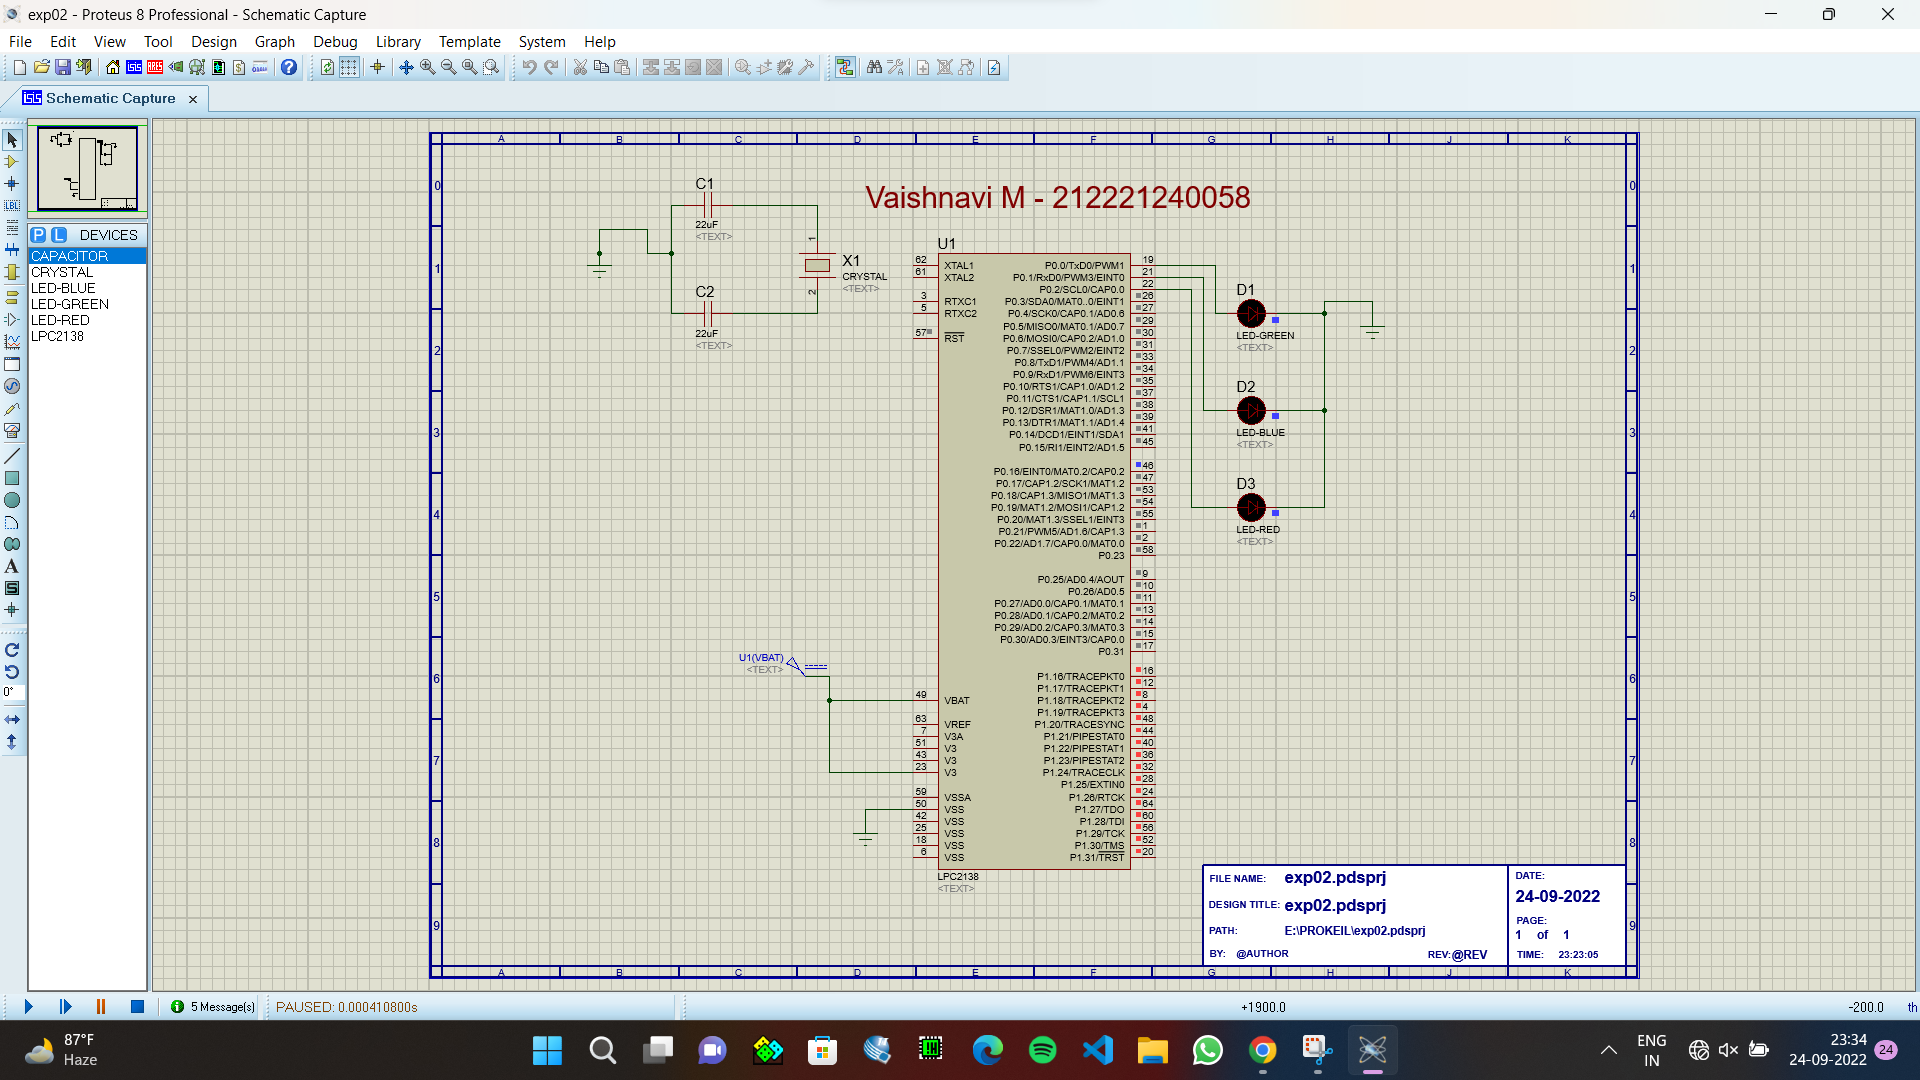 exp02 - Proteus 8 Professional - Schematic Capture
File Edit View Tool Design Graph Debug Library Template System Help
Schematic Capture
P L DEVICES
CAPACITOR
CRYSTAL
LED-BLUE
LED-GREEN
LED-RED
LPC2138
0°
A B C D E F G H J K
0 0
1 1
2 2
3 3
4 4
5 5
6 6
7 7
8 8
9 9
A B C D E F G H J K
Vaishnavi M - 212221240058
C1
22uF
<TEXT>
C2
22uF
<TEXT>
1
X1
CRYSTAL
<TEXT>
2
U1
62 XTAL1
61 XTAL2
3 RTXC1
5 RTXC2
57 RST
49 VBAT
63 VREF
7 V3A
51 V3
43 V3
23 V3
59 VSSA
50 VSS
42 VSS
25 VSS
18 VSS
6 VSS
P0.0/TxD0/PWM1 19
P0.1/RxD0/PWM3/EINT0 21
P0.2/SCL0/CAP0.0 22
P0.3/SDA0/MAT0..0/EINT1 26
P0.4/SCK0/CAP0.1/AD0.6 27
P0.5/MISO0/MAT0.1/AD0.7 29
P0.6/MOSI0/CAP0.2/AD1.0 30
P0.7/SSEL0/PWM2/EINT2 31
P0.8/TxD1/PWM4/AD1.1 33
P0.9/RxD1/PWM6/EINT3 34
P0.10/RTS1/CAP1.0/AD1.2 35
P0.11/CTS1/CAP1.1/SCL1 37
P0.12/DSR1/MAT1.0/AD1.3 38
P0.13/DTR1/MAT1.1/AD1.4 39
P0.14/DCD1/EINT1/SDA1 41
P0.15/RI1/EINT2/AD1.5 45
P0.16/EINT0/MAT0.2/CAP0.2 46
P0.17/CAP1.2/SCK1/MAT1.2 47
P0.18/CAP1.3/MISO1/MAT1.3 53
P0.19/MAT1.2/MOSI1/CAP1.2 54
P0.20/MAT1.3/SSEL1/EINT3 55
P0.21/PWM5/AD1.6/CAP1.3 1
P0.22/AD1.7/CAP0.0/MAT0.0 2
P0.23 58
P0.25/AD0.4/AOUT 9
P0.26/AD0.5 10
P0.27/AD0.0/CAP0.1/MAT0.1 11
P0.28/AD0.1/CAP0.2/MAT0.2 13
P0.29/AD0.2/CAP0.3/MAT0.3 14
P0.30/AD0.3/EINT3/CAP0.0 15
P0.31 17
P1.16/TRACEPKT0 16
P1.17/TRACEPKT1 12
P1.18/TRACEPKT2 8
P1.19/TRACEPKT3 4
P1.20/TRACESYNC 48
P1.21/PIPESTAT0 44
P1.22/PIPESTAT1 40
P1.23/PIPESTAT2 36
P1.24/TRACECLK 32
P1.25/EXTIN0 28
P1.26/RTCK 24
P1.27/TDO 64
P1.28/TDI 60
P1.29/TCK 56
P1.30/TMS 52
P1.31/TRST 20
LPC2138
<TEXT>
U1(VBAT)
<TEXT>
D1
LED-GREEN
<TEXT>
D2
LED-BLUE
<TEXT>
D3
LED-RED
<TEXT>
FILE NAME: exp02.pdsprj
DESIGN TITLE: exp02.pdsprj
PATH: E:\PROKEIL\exp02.pdsprj
BY: @AUTHOR REV:@REV
DATE:
24-09-2022
PAGE:
1 of 1
TIME: 23:23:05
5 Message(s) PAUSED: 0.000410800s +1900.0 -200.0 th
87°F
Haze
ENG
IN
23:34
24-09-2022
24